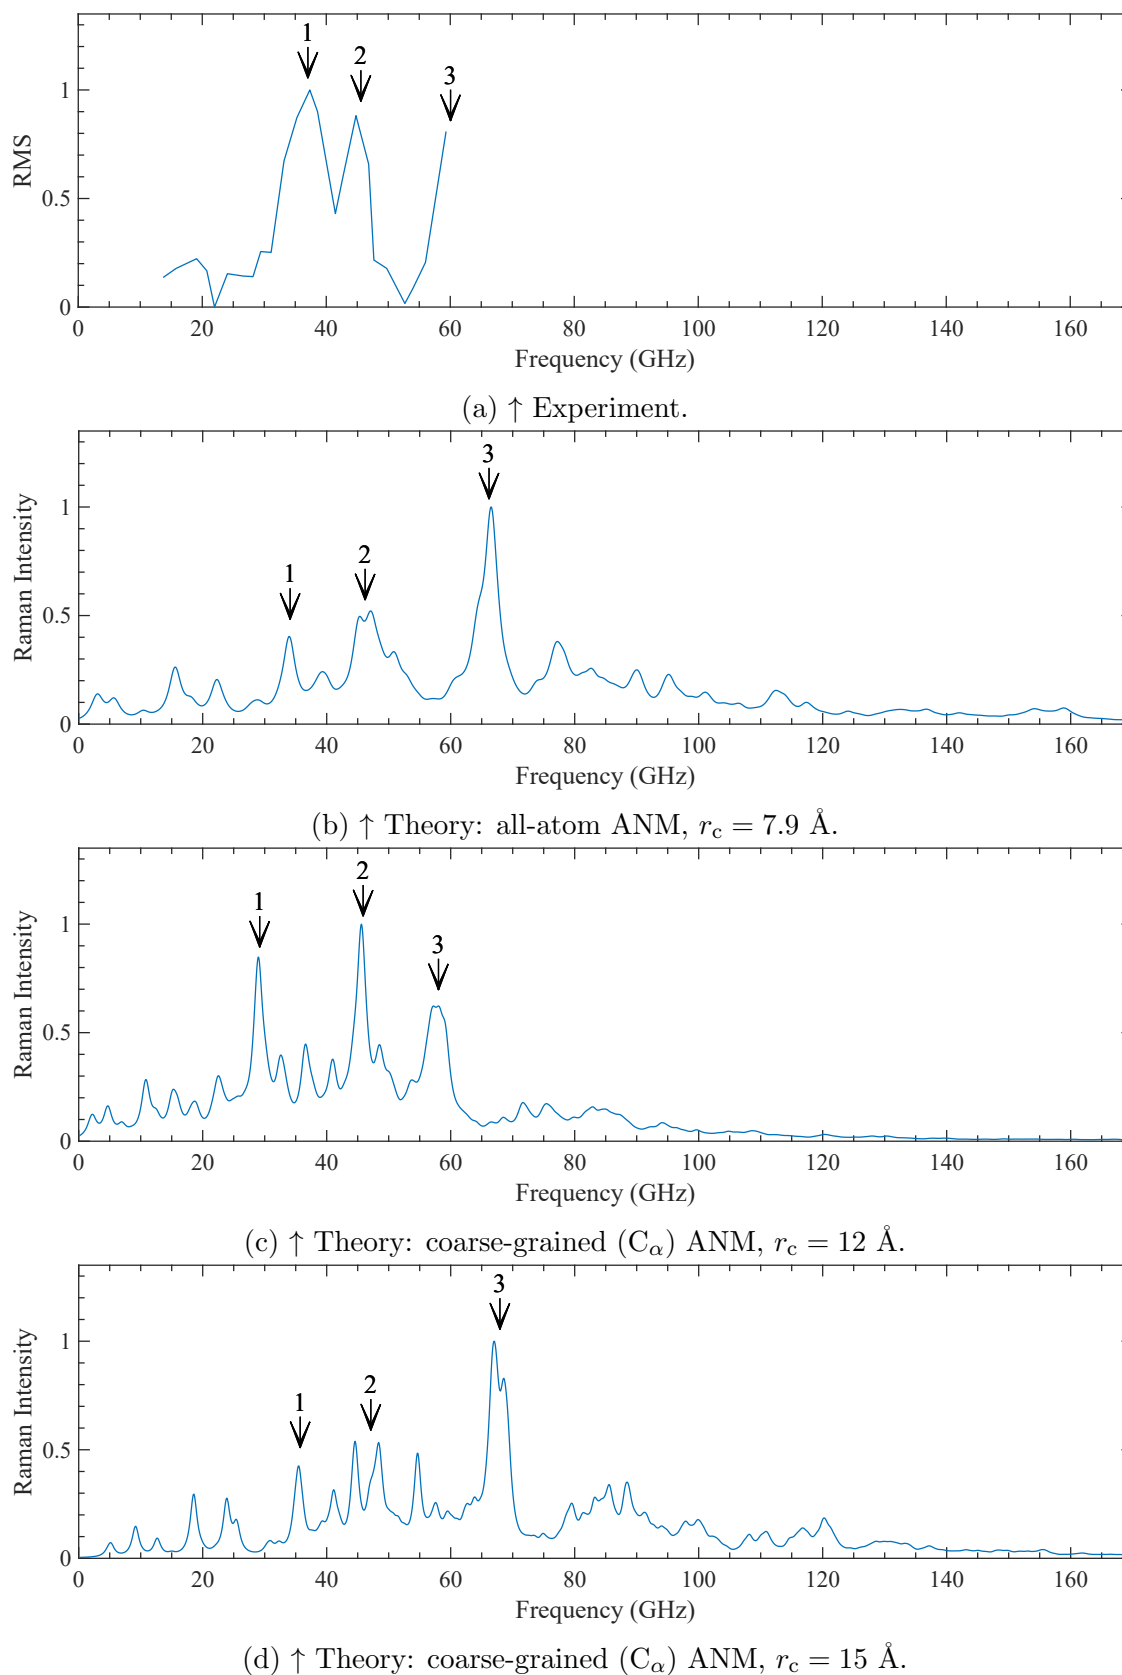 1
2
3
1
0.5
0
RMS
0 20 40 60 80 100 120 140 160
Frequency (GHz)
(a) ↑ Experiment.
3
2
1
1
0.5
0
Raman Intensity
0 20 40 60 80 100 120 140 160
Frequency (GHz)
(b) ↑ Theory: all-atom ANM, r_c = 7.9 Å.
2
1
3
1
0.5
0
Raman Intensity
0 20 40 60 80 100 120 140 160
Frequency (GHz)
(c) ↑ Theory: coarse-grained (C_α) ANM, r_c = 12 Å.
3
1
2
1
0.5
0
Raman Intensity
0 20 40 60 80 100 120 140 160
Frequency (GHz)
(d) ↑ Theory: coarse-grained (C_α) ANM, r_c = 15 Å.